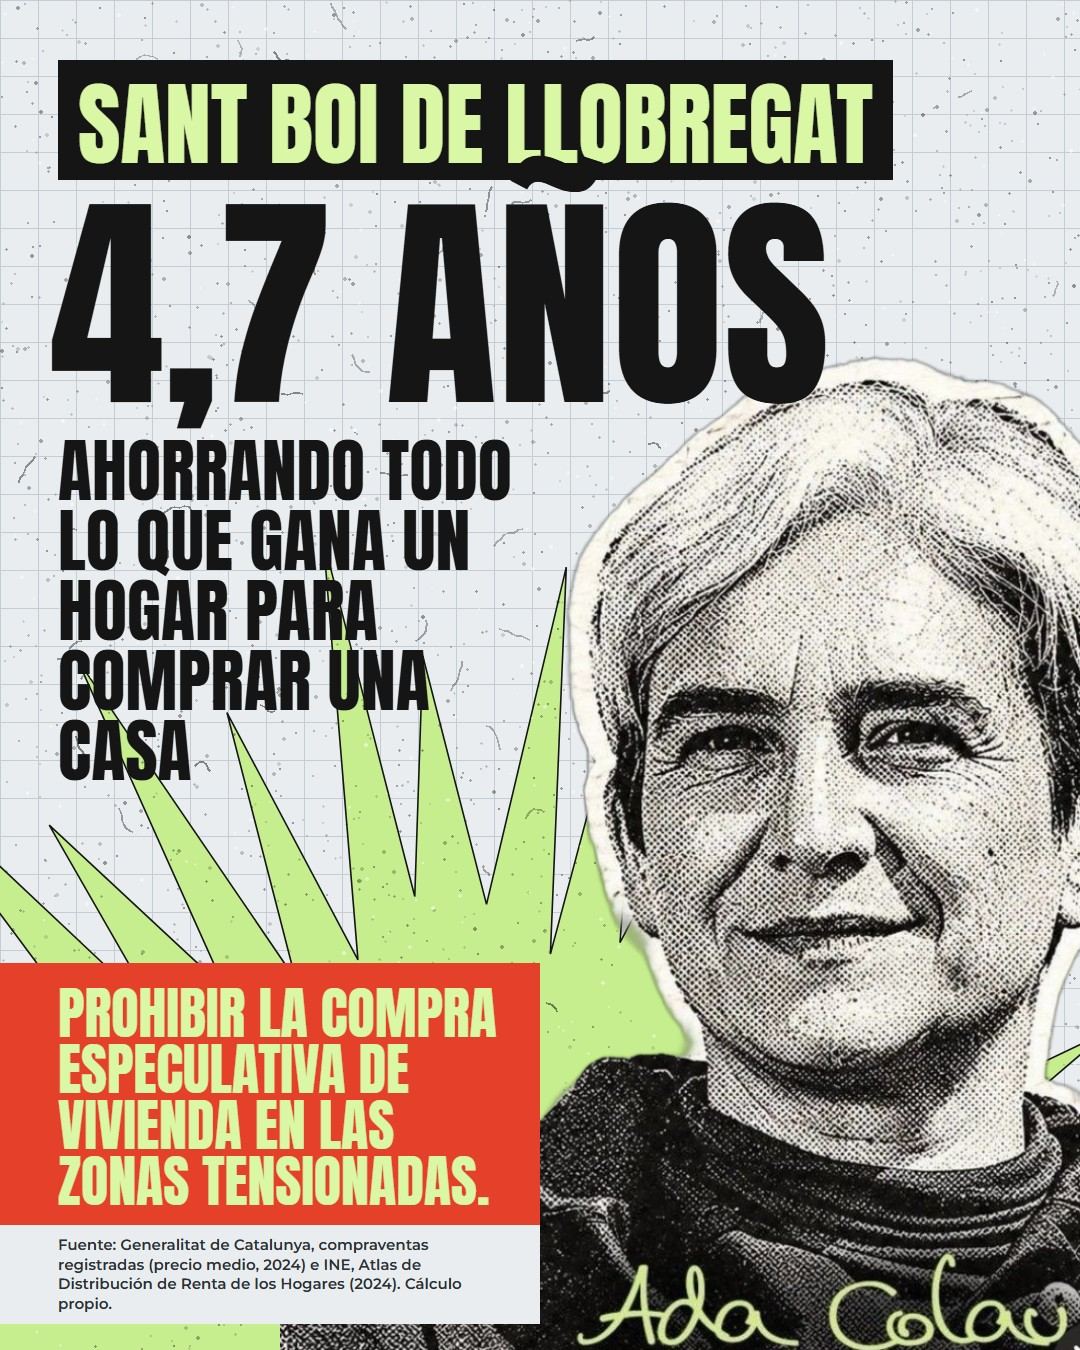 SANT BOI DE LLOBREGAT
4,7 AÑOS
AHORRANDO TODO
LO QUE GANA UN
HOGAR PARA
COMPRAR UNA
CASA
PROHIBIR LA COMPRA
ESPECULATIVA DE
VIVIENDA EN LAS
ZONAS TENSIONADAS.
Fuente: Generalitat de Catalunya, compraventas
registradas (precio medio, 2024) e INE, Atlas de
Distribución de Renta de los Hogares (2024). Cálculo
propio.
Ada Colau